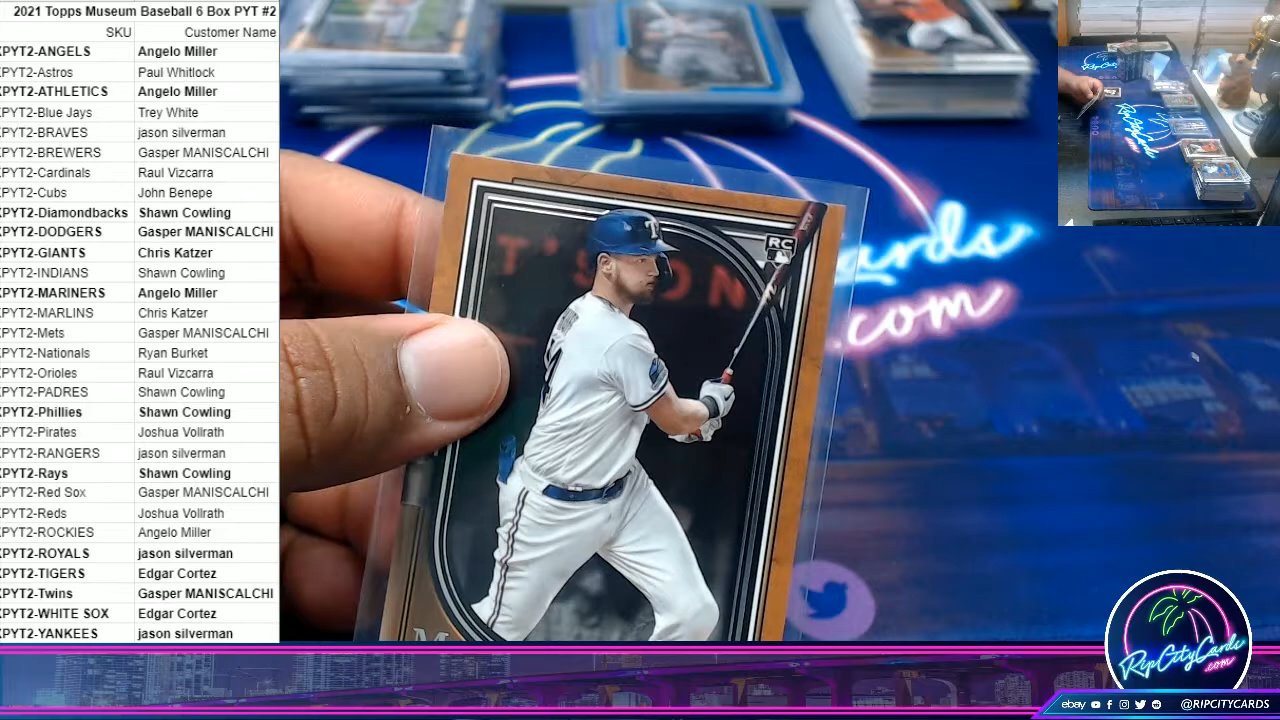 2021 Topps Museum Baseball 6 Box PYT #2
SKU Customer Name
PYT2-ANGELS Angelo Miller
PYT2-Astros Paul Whitlock
PYT2-ATHLETICS Angelo Miller
PYT2-Blue Jays Trey White
PYT2-BRAVES jason silverman
PYT2-BREWERS Gasper MANISCALCHI
PYT2-Cardinals Raul Vizcarra
PYT2-Cubs John Benepe
PYT2-Diamondbacks Shawn Cowling
PYT2-DODGERS Gasper MANISCALCHI
PYT2-GIANTS Chris Katzer
PYT2-INDIANS Shawn Cowling
PYT2-MARINERS Angelo Miller
PYT2-MARLINS Chris Katzer
PYT2-Mets Gasper MANISCALCHI
PYT2-Nationals Ryan Burket
PYT2-Orioles Raul Vizcarra
PYT2-PADRES Shawn Cowling
PYT2-Phillies Shawn Cowling
PYT2-Pirates Joshua Vollrath
PYT2-RANGERS jason silverman
PYT2-Rays Shawn Cowling
PYT2-Red Sox Gasper MANISCALCHI
PYT2-Reds Joshua Vollrath
PYT2-ROCKIES Angelo Miller
PYT2-ROYALS jason silverman
PYT2-TIGERS Edgar Cortez
PYT2-Twins Gasper MANISCALCHI
PYT2-WHITE SOX Edgar Cortez
PYT2-YANKEES jason silverman
T
RC
T'S ON
ards
.com
M
RipCityCards
.com
ebay @RIPCITYCARDS